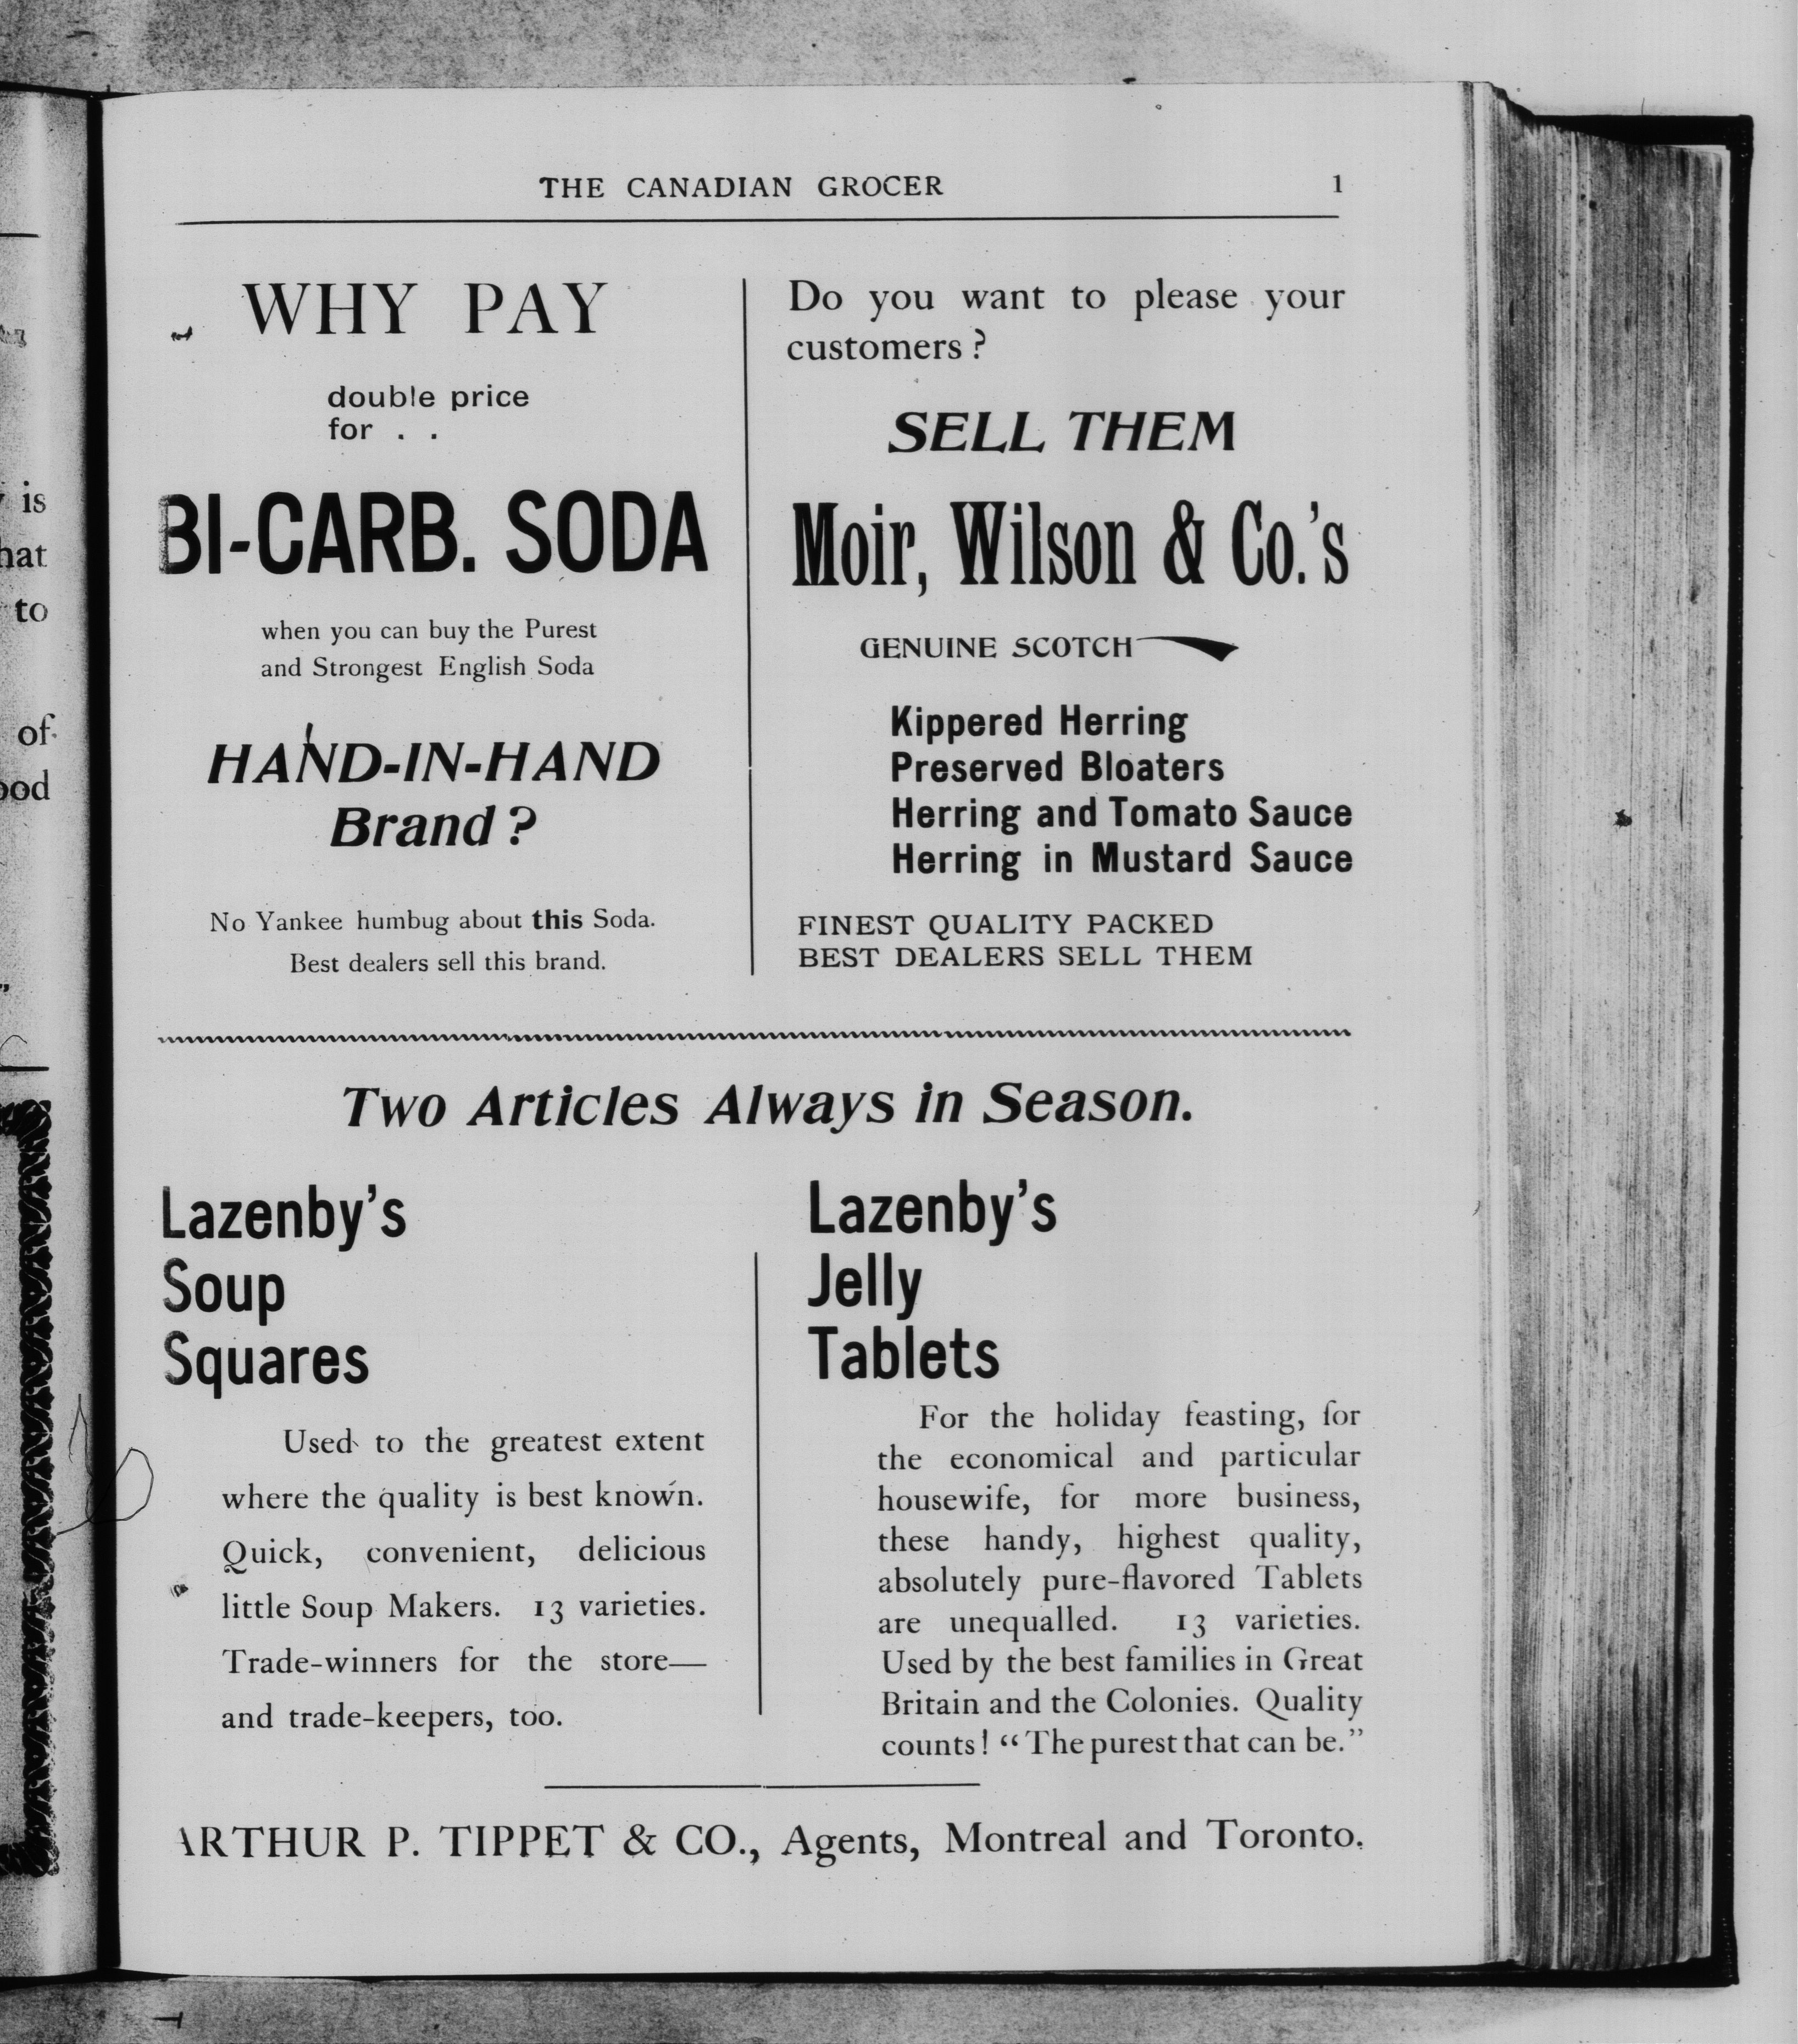 THE CANADIAN GROCER 1
WHY PAY
double price
for . .
BI-CARB. SODA
when you can buy the Purest
and Strongest English Soda
HAND-IN-HAND
Brand ?
No Yankee humbug about this Soda.
Best dealers sell this brand.
Do you want to please your
customers ?
SELL THEM
Moir, Wilson & Co.'s
GENUINE SCOTCH
Kippered Herring
Preserved Bloaters
Herring and Tomato Sauce
Herring in Mustard Sauce
FINEST QUALITY PACKED
BEST DEALERS SELL THEM
Two Articles Always in Season.
Lazenby's
Soup
Squares
Used to the greatest extent
where the quality is best known.
Quick, convenient, delicious
little Soup Makers. 13 varieties.
Trade-winners for the store—
and trade-keepers, too.
Lazenby's
Jelly
Tablets
For the holiday feasting, for
the economical and particular
housewife, for more business,
these handy, highest quality,
absolutely pure-flavored Tablets
are unequalled. 13 varieties.
Used by the best families in Great
Britain and the Colonies. Quality
counts! “The purest that can be.”
ARTHUR P. TIPPET & CO., Agents, Montreal and Toronto.
is
to
of